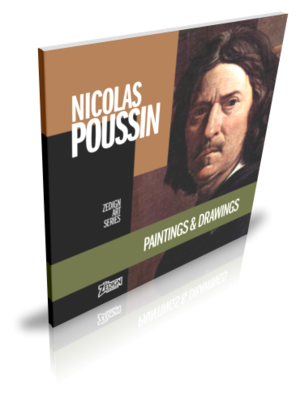 NICOLAS
POUSSIN
ZEDIGN
ART
SERIES
PAINTINGS & DRAWINGS